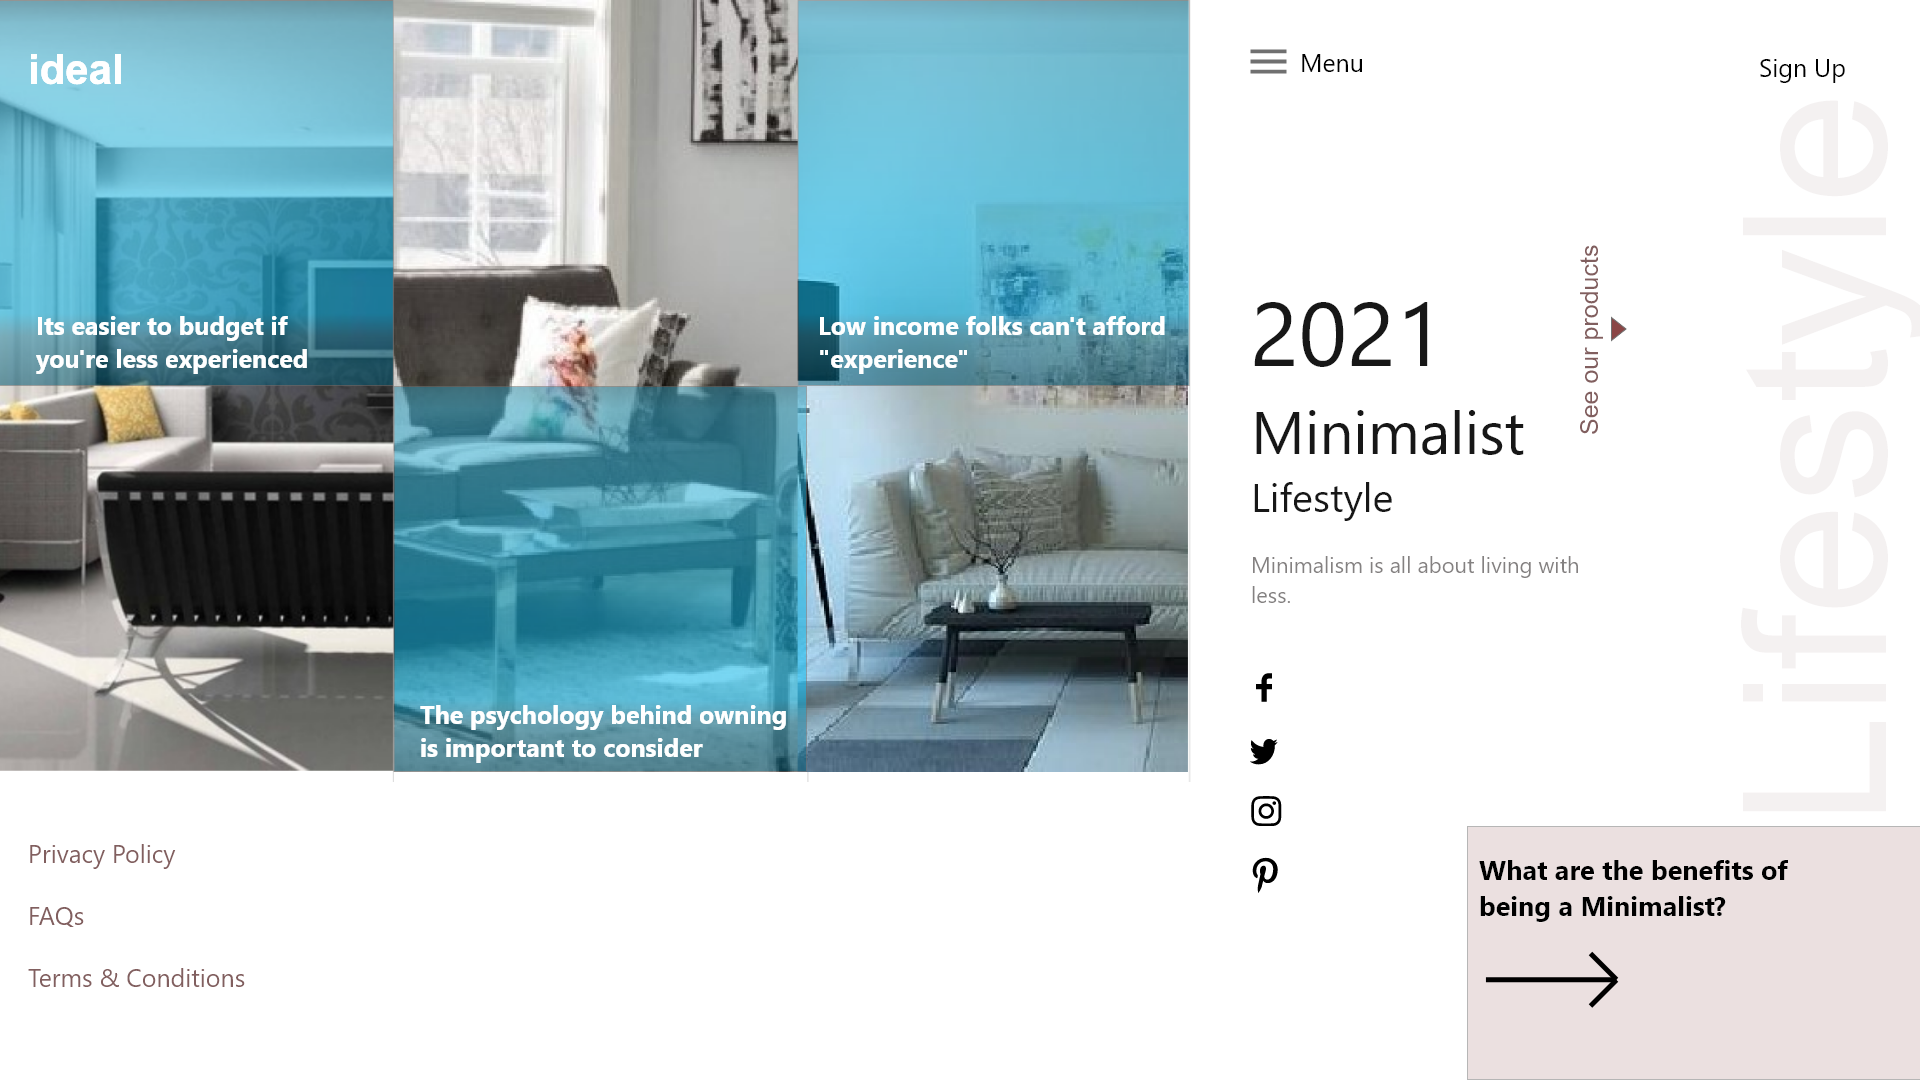 ideal
Its easier to budget if
you're less experienced
Low income folks can't afford
"experience"
The psychology behind owning
is important to consider
Privacy Policy
FAQs
Terms & Conditions
Menu
Sign Up
2021
Minimalist
Lifestyle
Minimalism is all about living with
less.
See our products
Lifestyle
What are the benefits of
being a Minimalist?